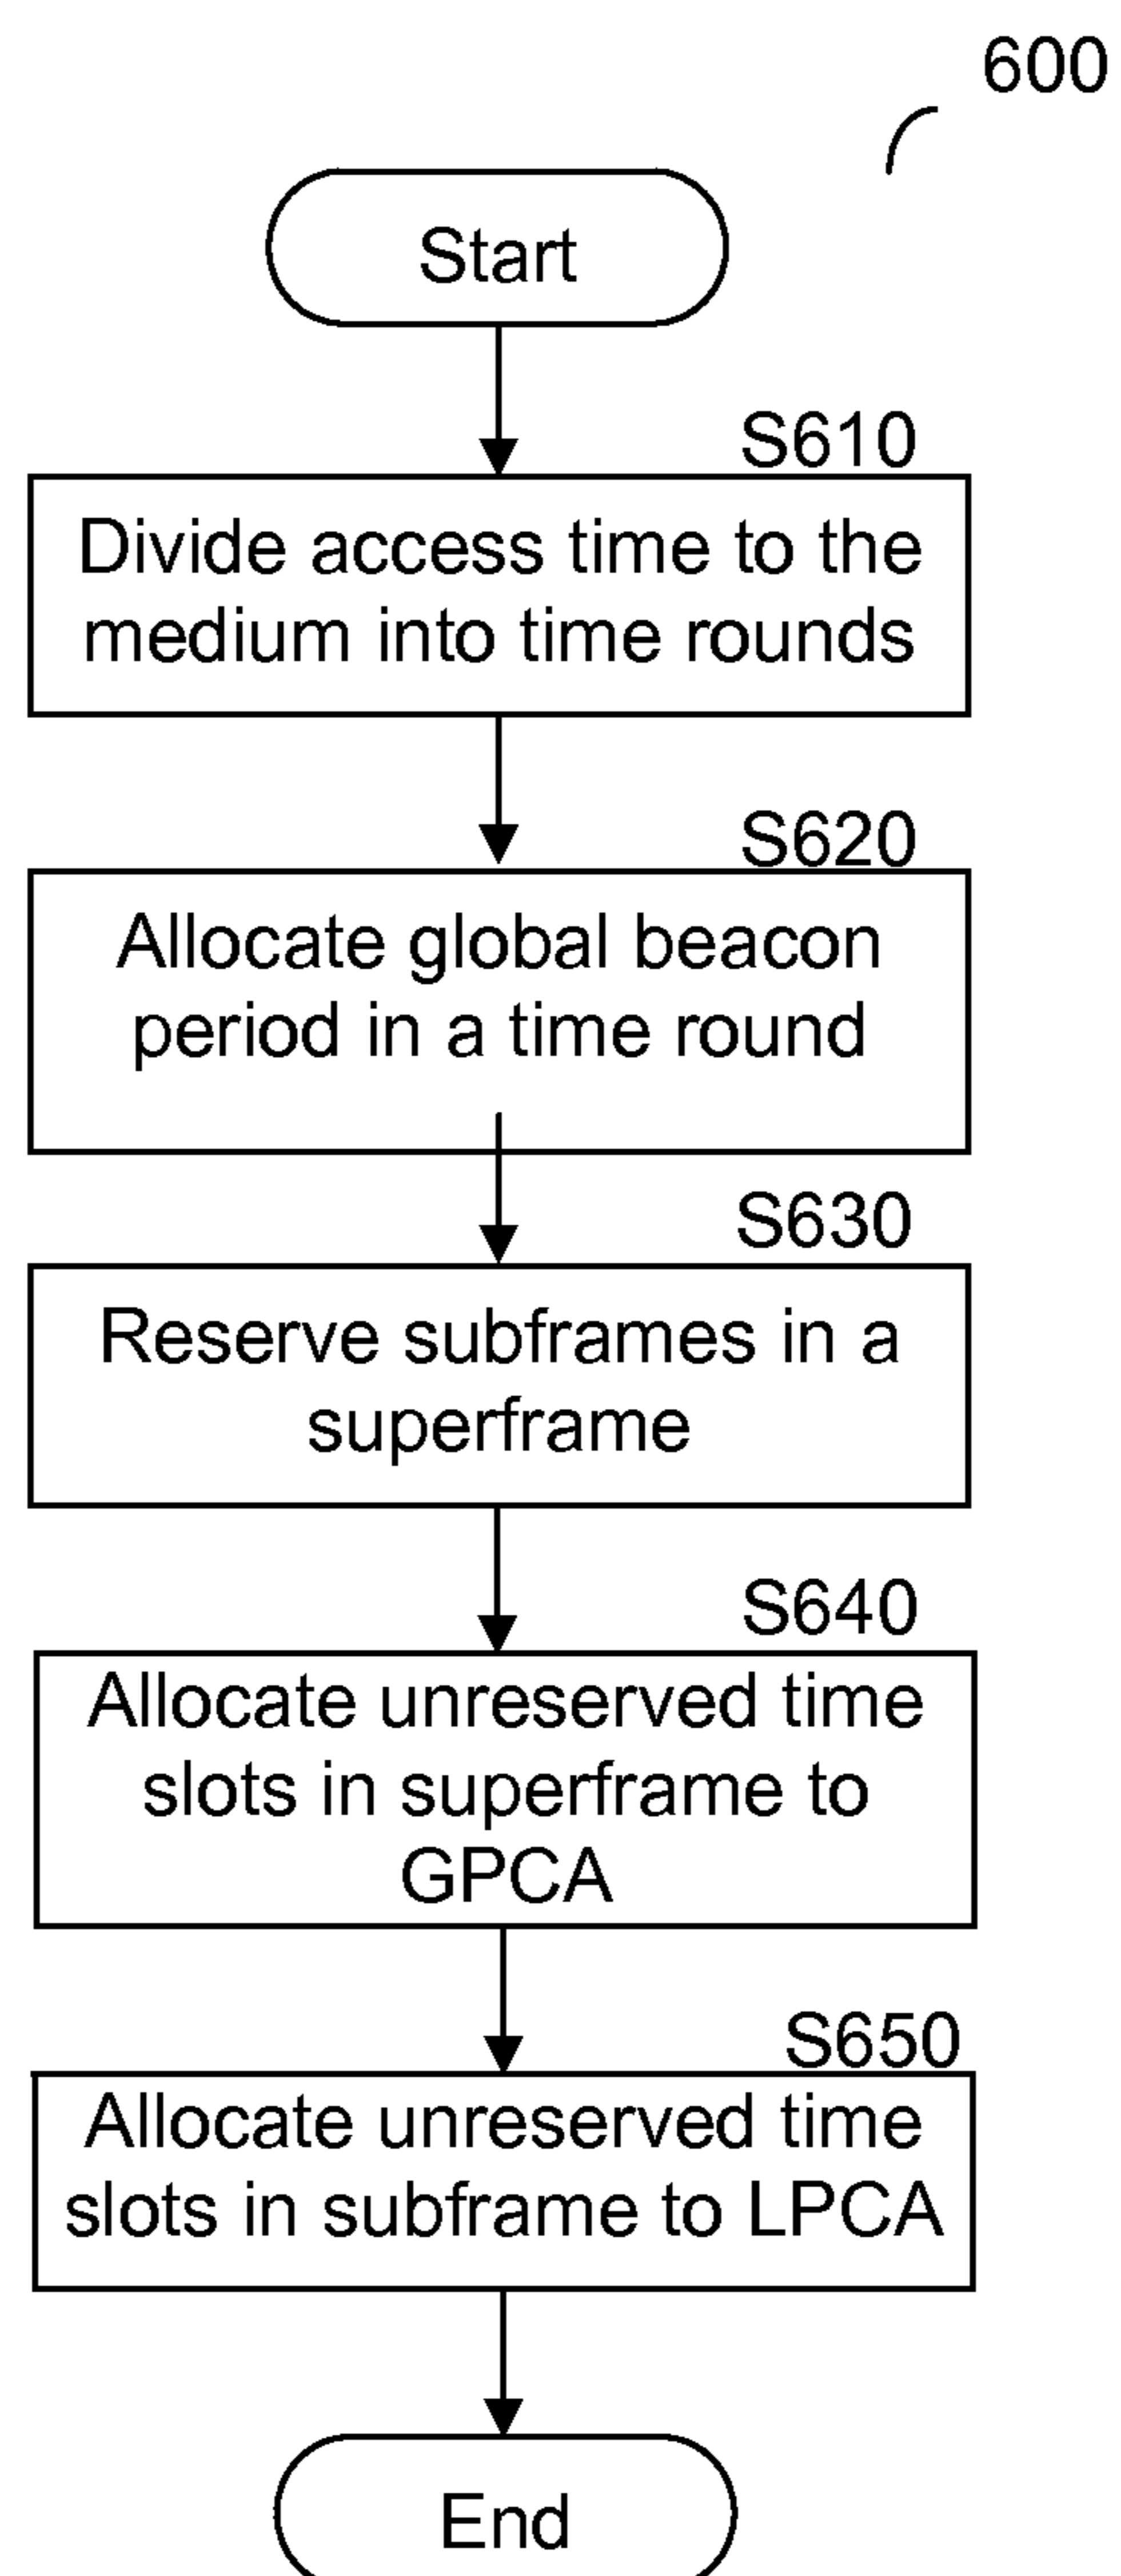 600
Start
S610
Divide access time to the
medium into time rounds
S620
Allocate global beacon
period in a time round
S630
Reserve subframes in a
superframe
S640
Allocate unreserved time
slots in superframe to
GPCA
S650
Allocate unreserved time
slots in subframe to LPCA
End